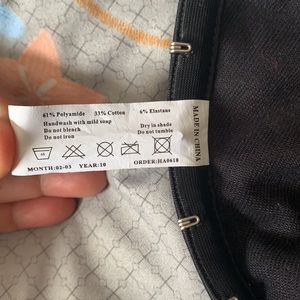 61% Polyamide 33% Cotton 6% Elastane
Handwash with mild soap Dry in shade
Do not bleach Do not tumble
Do not iron
MONTH:02-03 YEAR:10 ORDER:HA0610
MADE IN CHINA